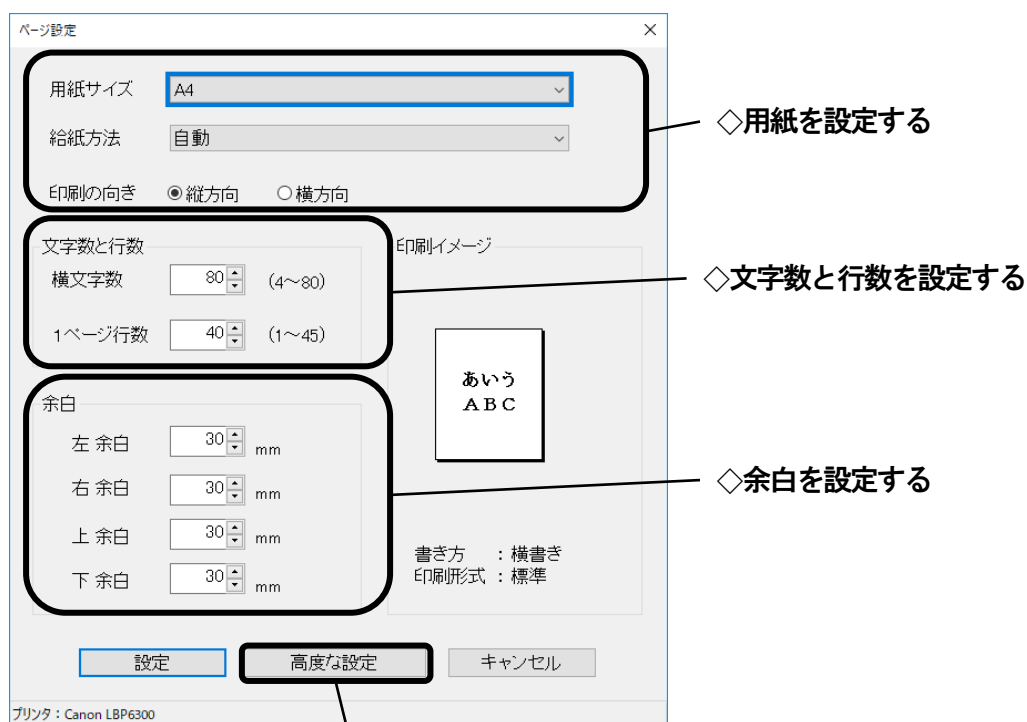 ページ設定
用紙サイズ A4
給紙方法 自動
印刷の向き 縦方向 横方向
◇用紙を設定する
文字数と行数
横文字数 80 (4～80)
1ページ行数 40 (1～45)
◇文字数と行数を設定する
余白
左 余白 30 mm
右 余白 30 mm
上 余白 30 mm
下 余白 30 mm
◇余白を設定する
印刷イメージ
あいう
ABC
書き方 ：横書き
印刷形式 ：標準
設定 高度な設定 キャンセル
プリンタ：Canon LBP6300